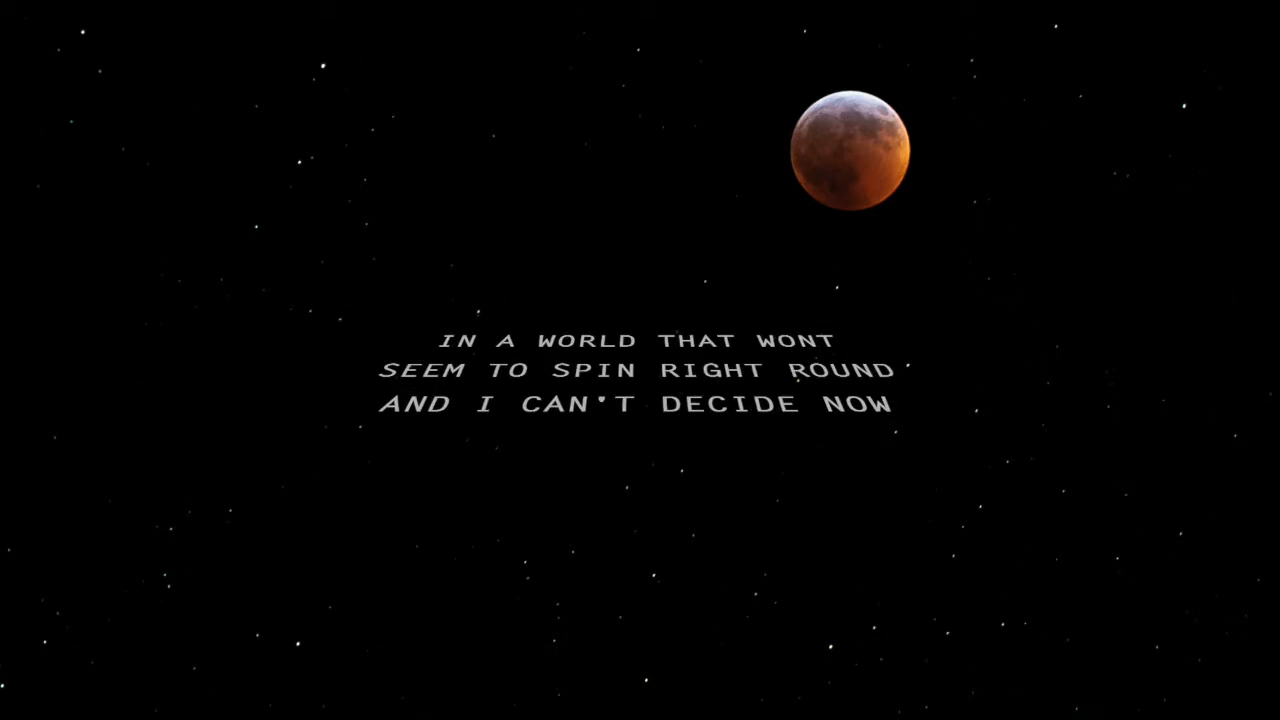 IN A WORLD THAT WONT
SEEM TO SPIN RIGHT ROUND
AND I CAN'T DECIDE NOW